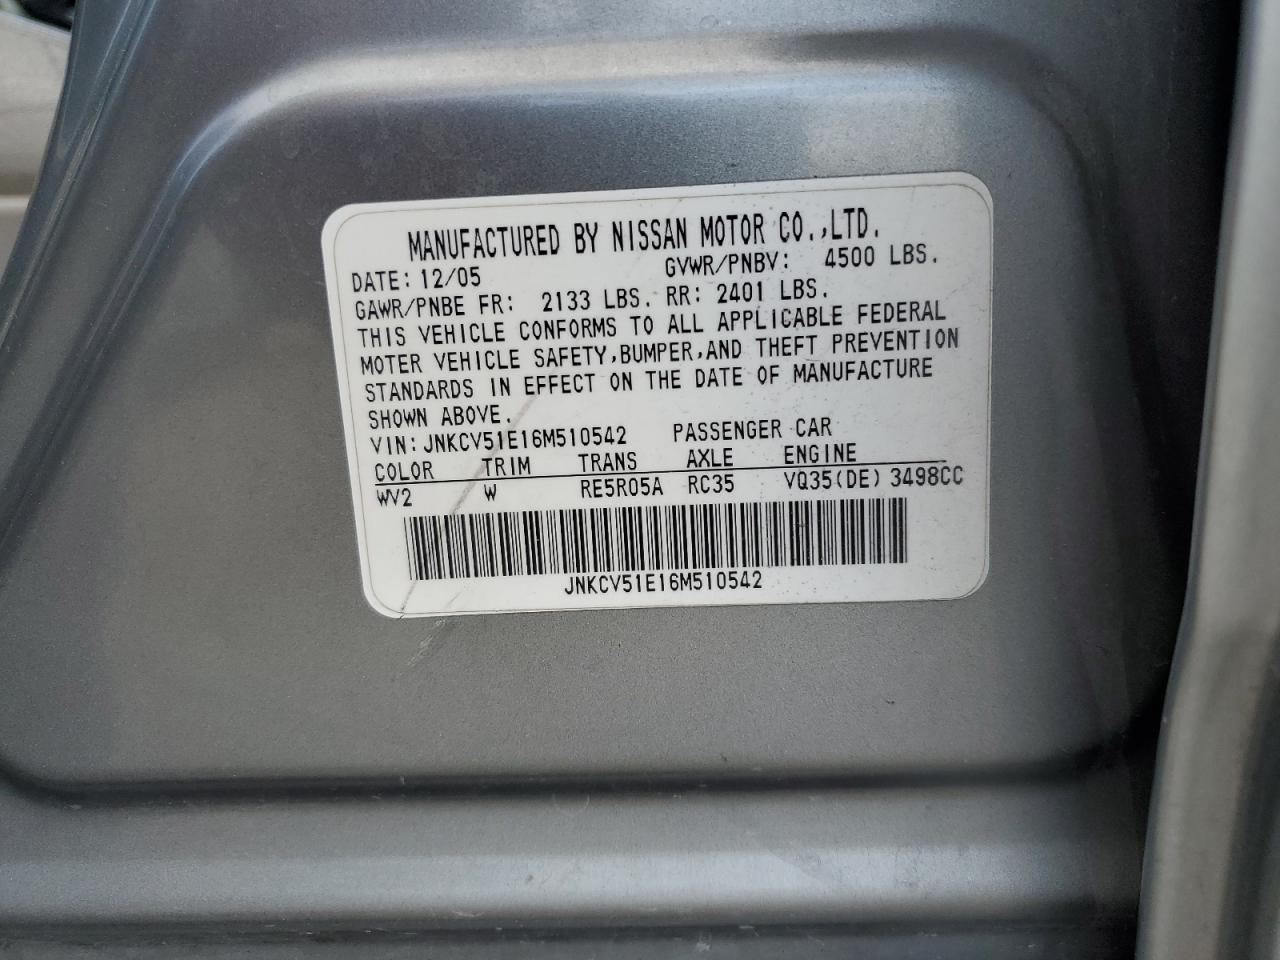 MANUFACTURED BY NISSAN MOTOR CO.,LTD.
DATE: 12/05 GVWR/PNBV: 4500 LBS.
GAWR/PNBE FR: 2133 LBS. RR: 2401 LBS.
THIS VEHICLE CONFORMS TO ALL APPLICABLE FEDERAL
MOTER VEHICLE SAFETY,BUMPER,AND THEFT PREVENTION
STANDARDS IN EFFECT ON THE DATE OF MANUFACTURE
SHOWN ABOVE.
VIN: JNKCV51E16M510542 PASSENGER CAR
COLOR TRIM TRANS AXLE ENGINE
WV2 W RE5R05A RC35 VQ35(DE) 3498CC
JNKCV51E16M510542